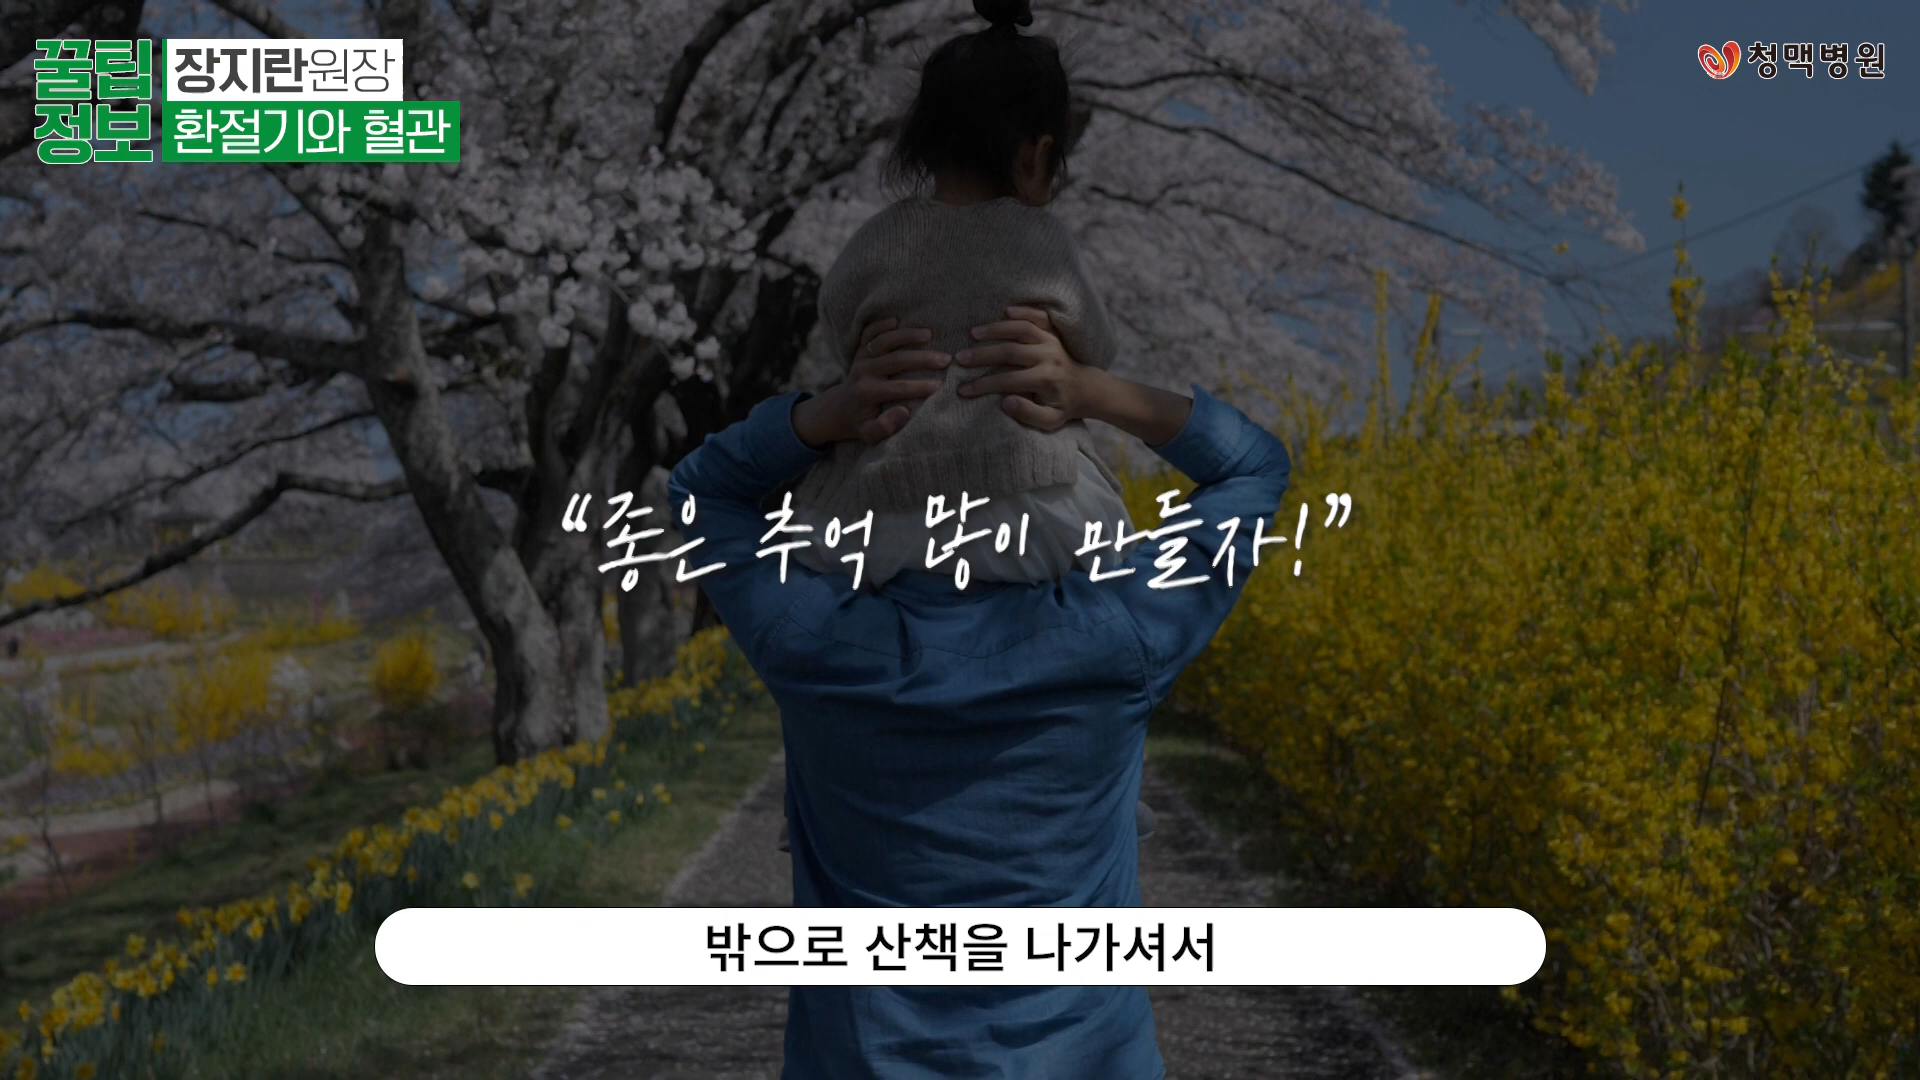 꿀팁
정보
장지란원장
환절기와 혈관
청맥병원
“좋은 추억 많이 만들자!”
밖으로 산책을 나가셔서